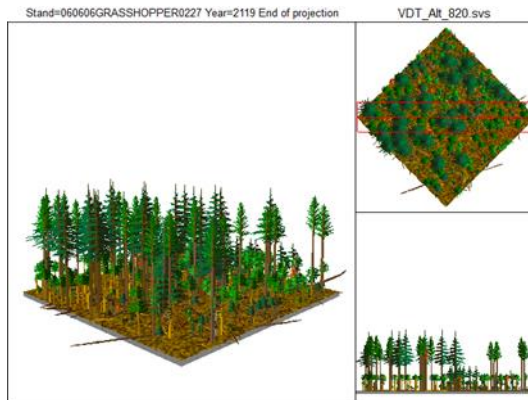 Stand=060606GRASSHOPPER0227 Year=2119 End of projection
VDT_Alt_820.svs